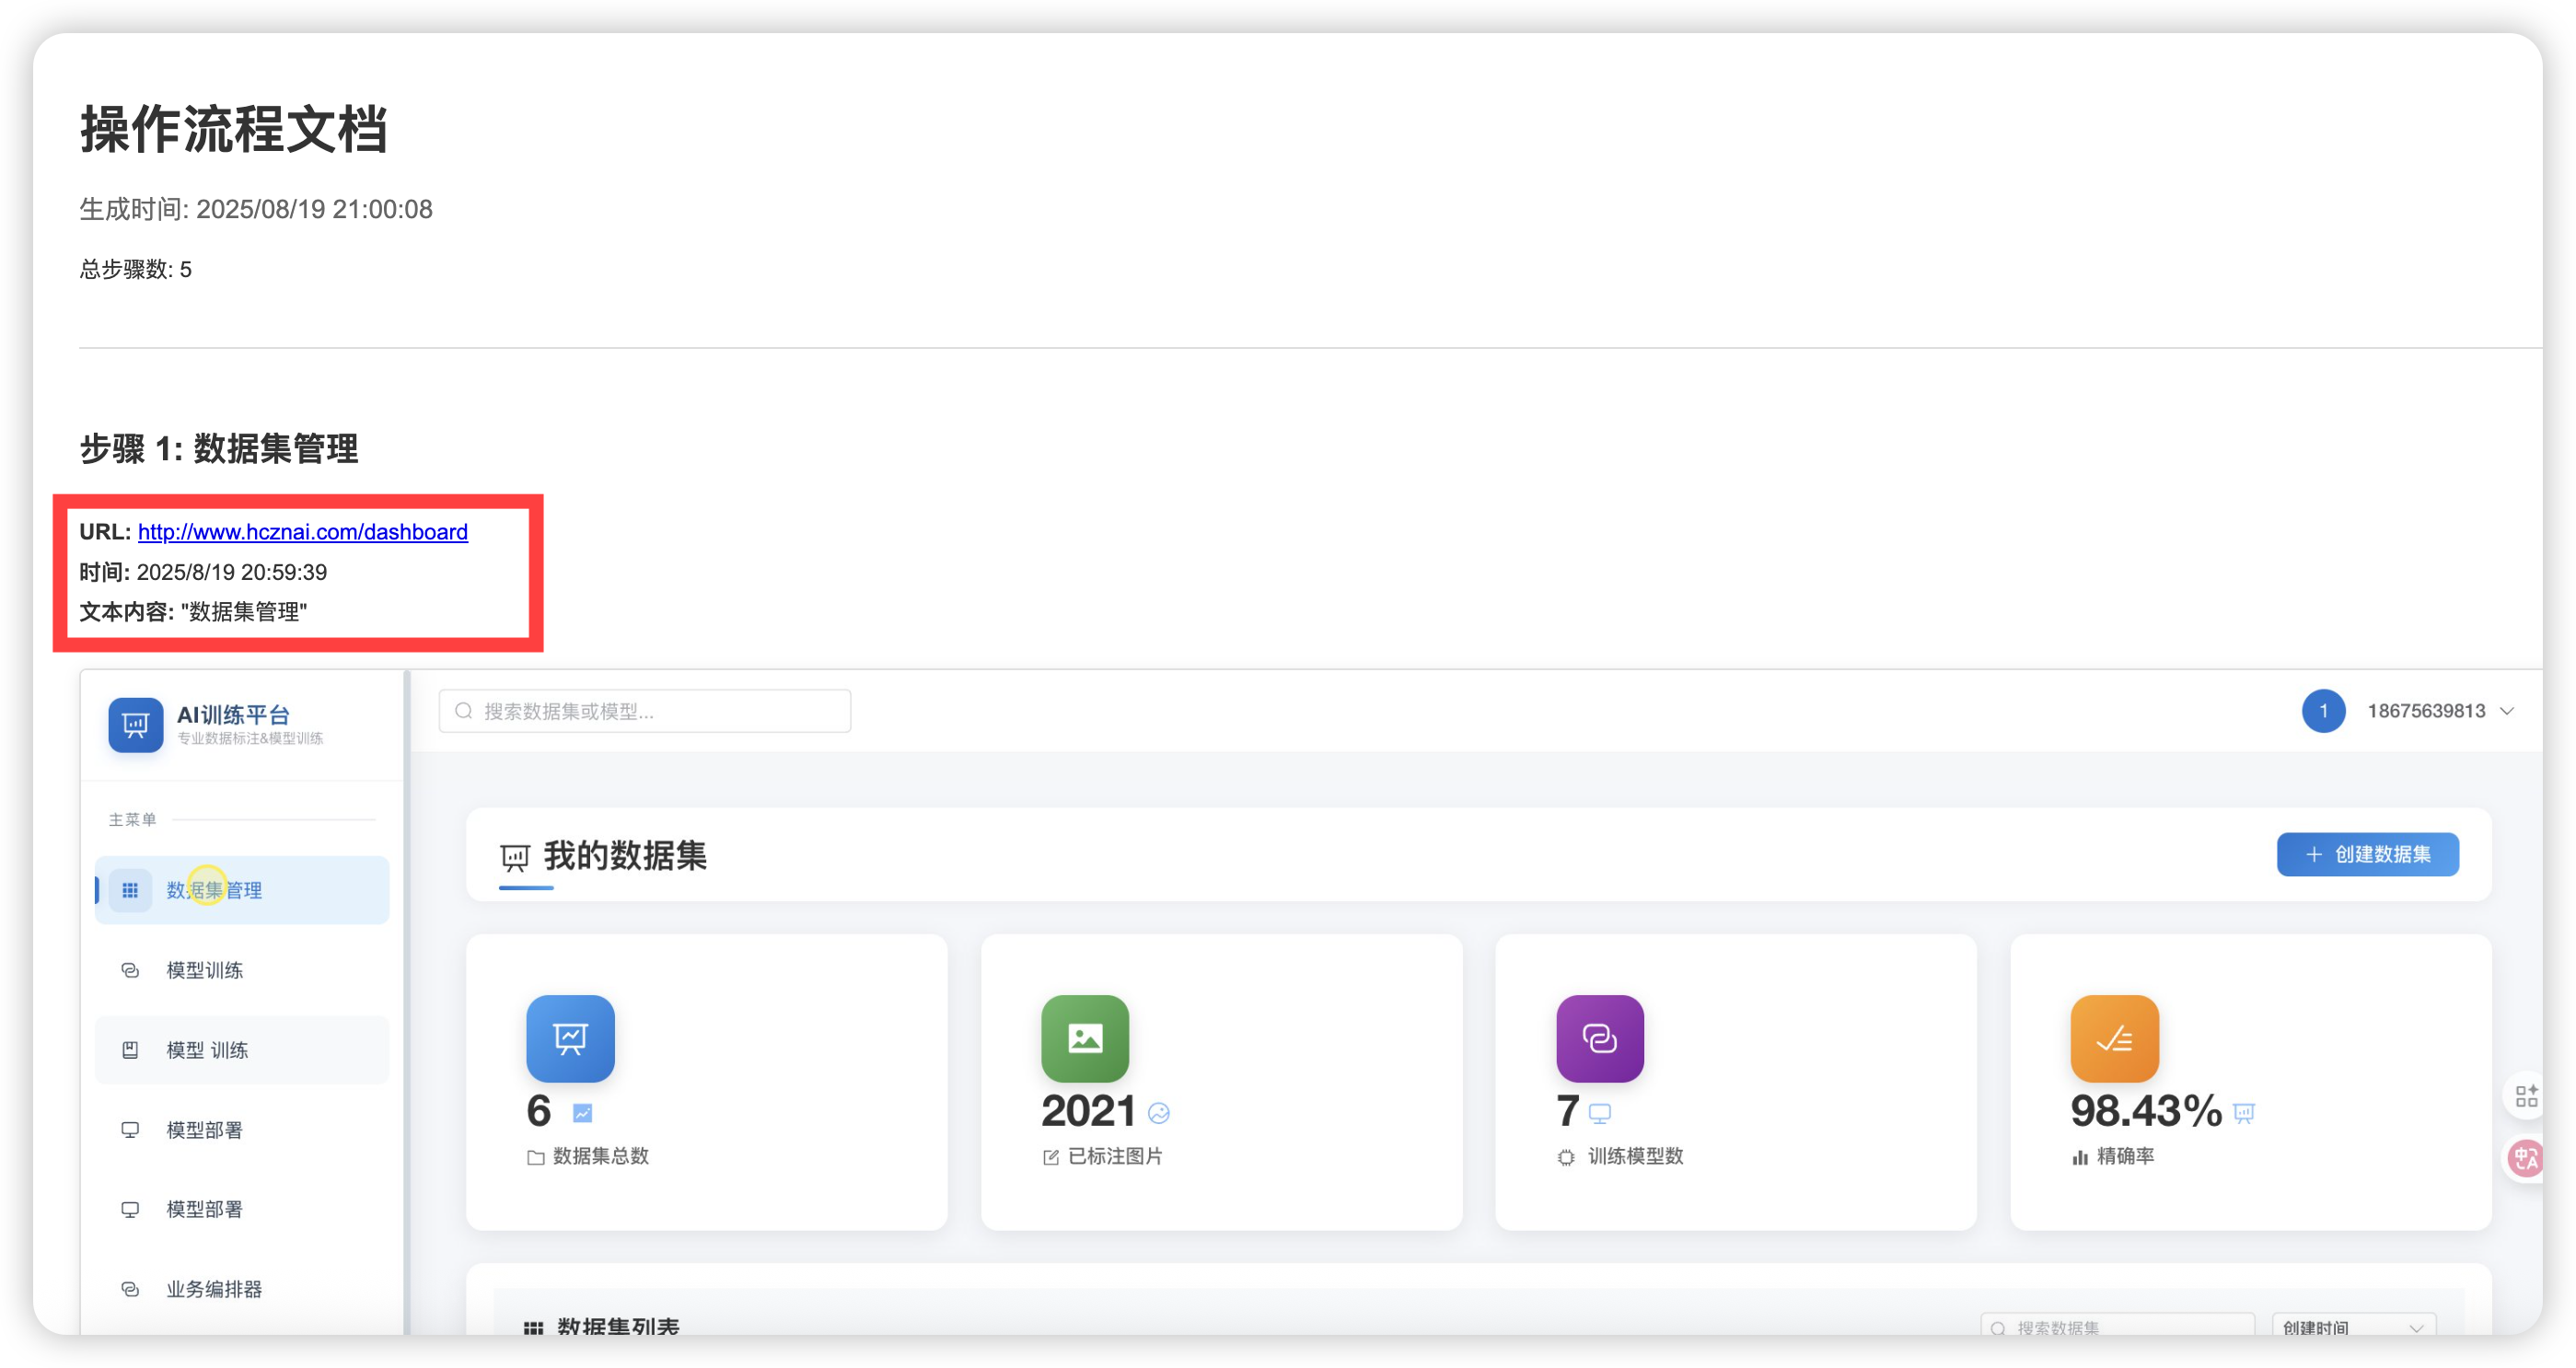 操作流程文档
生成时间: 2025/08/19 21:00:08
总步骤数: 5
步骤 1: 数据集管理
URL: http://www.hcznai.com/dashboard
时间: 2025/8/19 20:59:39
文本内容: "数据集管理"
AI训练平台
专业数据标注&模型训练
搜索数据集或模型...
1 18675639813
主菜单
数据集管理
模型训练
模型 训练
模型部署
模型部署
业务编排器
我的数据集
+ 创建数据集
6
数据集总数
2021
已标注图片
7
训练模型数
98.43%
精确率
中A
数据集列表
搜索数据集
创建时间